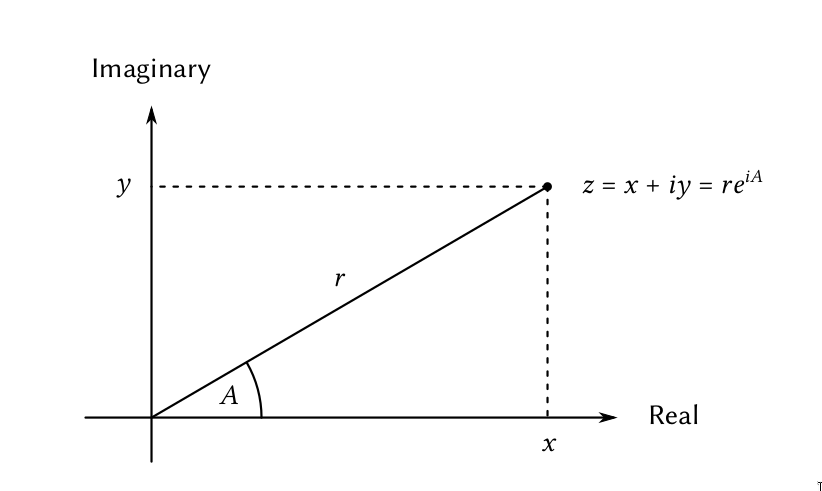 Imaginary
y
z = x + iy = re^{iA}
r
A
Real
x